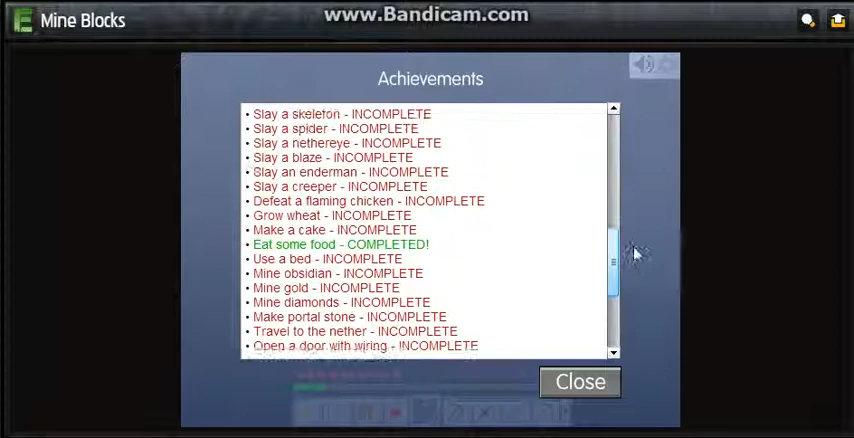 www.Bandicam.com
Mine Blocks
Achievements
• Slay a skeleton - INCOMPLETE
• Slay a spider - INCOMPLETE
• Slay a nethereye - INCOMPLETE
• Slay a blaze - INCOMPLETE
• Slay an enderman - INCOMPLETE
• Slay a creeper - INCOMPLETE
• Defeat a flaming chicken - INCOMPLETE
• Grow wheat - INCOMPLETE
• Make a cake - INCOMPLETE
• Eat some food - COMPLETED!
• Use a bed - INCOMPLETE
• Mine obsidian - INCOMPLETE
• Mine gold - INCOMPLETE
• Mine diamonds - INCOMPLETE
• Make portal stone - INCOMPLETE
• Travel to the nether - INCOMPLETE
• Open a door with wiring - INCOMPLETE
Close